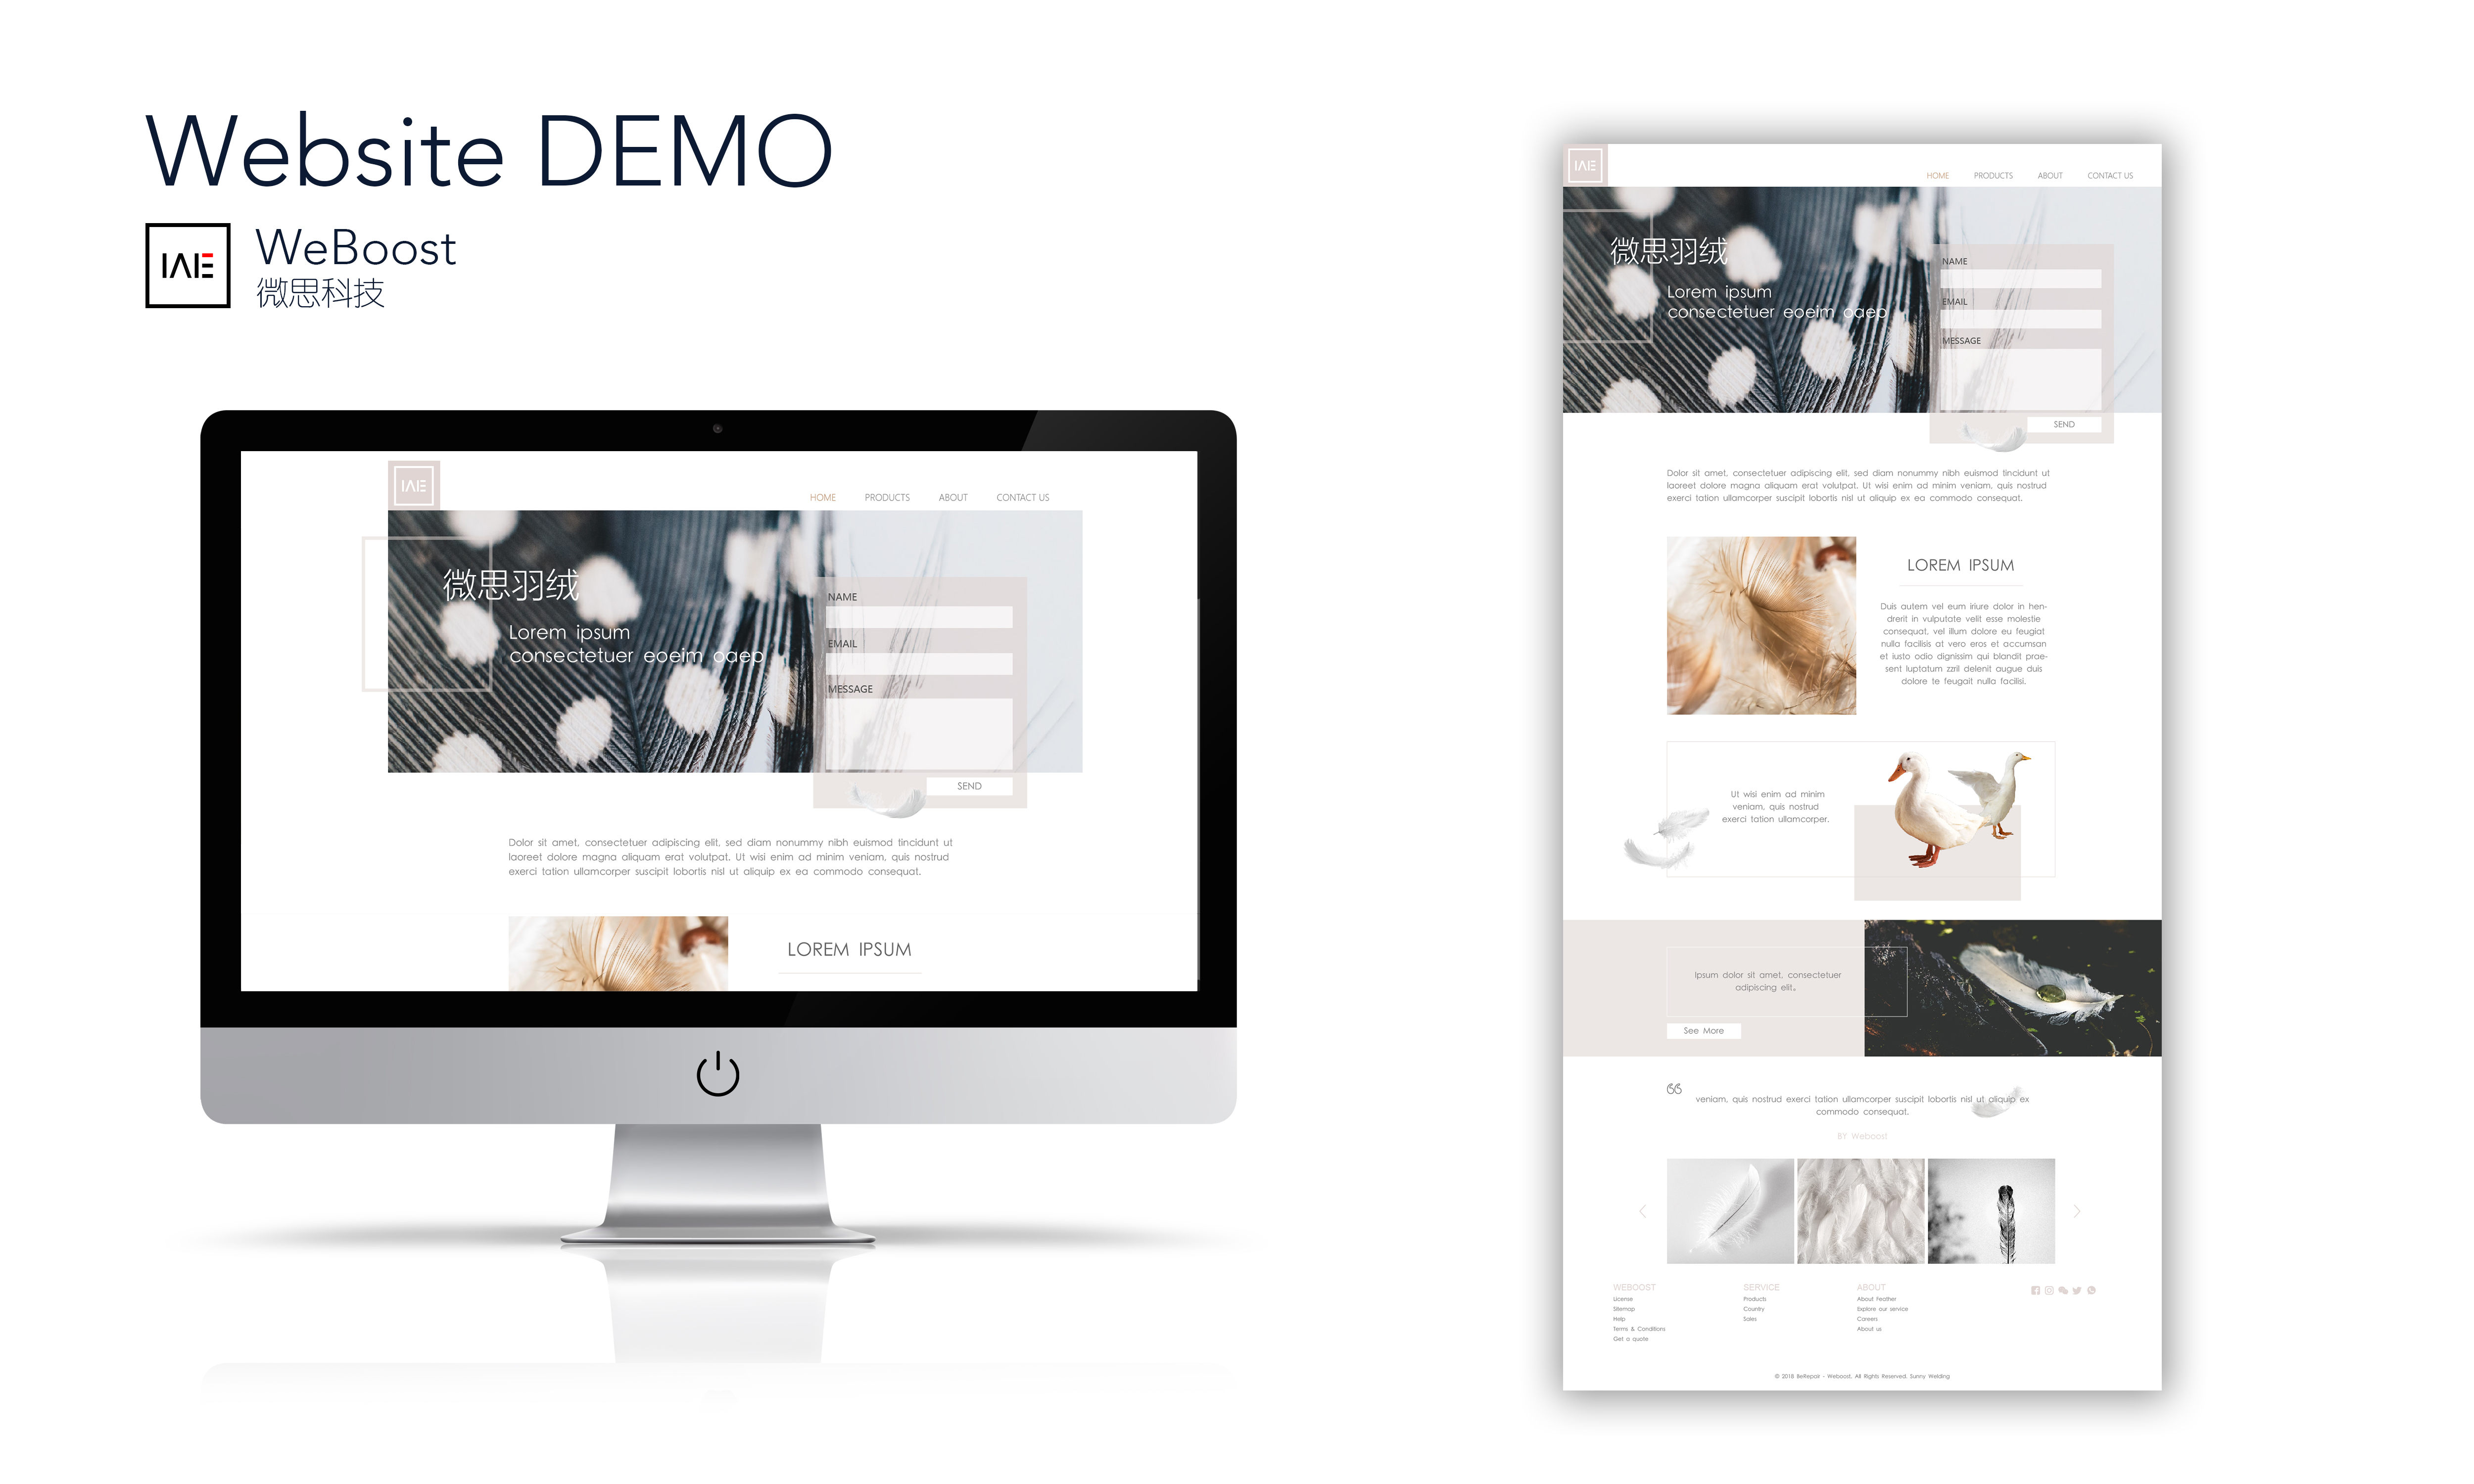 Website DEMO
IAIE
WeBoost
微思科技
IAIE
HOME PRODUCTS ABOUT CONTACT US
微思羽绒
Lorem ipsum
consectetuer eoeim oaep
NAME
EMAIL
MESSAGE
SEND
Dolor sit amet, consectetuer adipiscing elit, sed diam nonummy nibh euismod tincidunt ut
laoreet dolore magna aliquam erat volutpat. Ut wisi enim ad minim veniam, quis nostrud
exerci tation ullamcorper suscipit lobortis nisl ut aliquip ex ea commodo consequat.
LOREM IPSUM
IAIE
HOME PRODUCTS ABOUT CONTACT US
微思羽绒
Lorem ipsum
consectetuer eoeim oaep
NAME
EMAIL
MESSAGE
SEND
Dolor sit amet, consectetuer adipiscing elit, sed diam nonummy nibh euismod tincidunt ut
laoreet dolore magna aliquam erat volutpat. Ut wisi enim ad minim veniam, quis nostrud
exerci tation ullamcorper suscipit lobortis nisl ut aliquip ex ea commodo consequat.
LOREM IPSUM
Duis autem vel eum iriure dolor in hen-
drerit in vulputate velit esse molestie
consequat, vel illum dolore eu feugiat
nulla facilisis at vero eros et accumsan
et iusto odio dignissim qui blandit prae-
sent luptatum zzril delenit augue duis
dolore te feugait nulla facilisi.
Ut wisi enim ad minim
veniam, quis nostrud
exerci tation ullamcorper.
Ipsum dolor sit amet, consectetuer
adipiscing elit。
See More
veniam, quis nostrud exerci tation ullamcorper suscipit lobortis nisl ut aliquip ex
commodo consequat.
BY Weboost
WEBOOST
License
Sitemap
Help
Terms & Conditions
Get a quote
SERVICE
Products
Country
Sales
ABOUT
About Feather
Explore our service
Careers
About us
© 2018 BeRepair - Weboost. All Rights Reserved. Sunny Welding